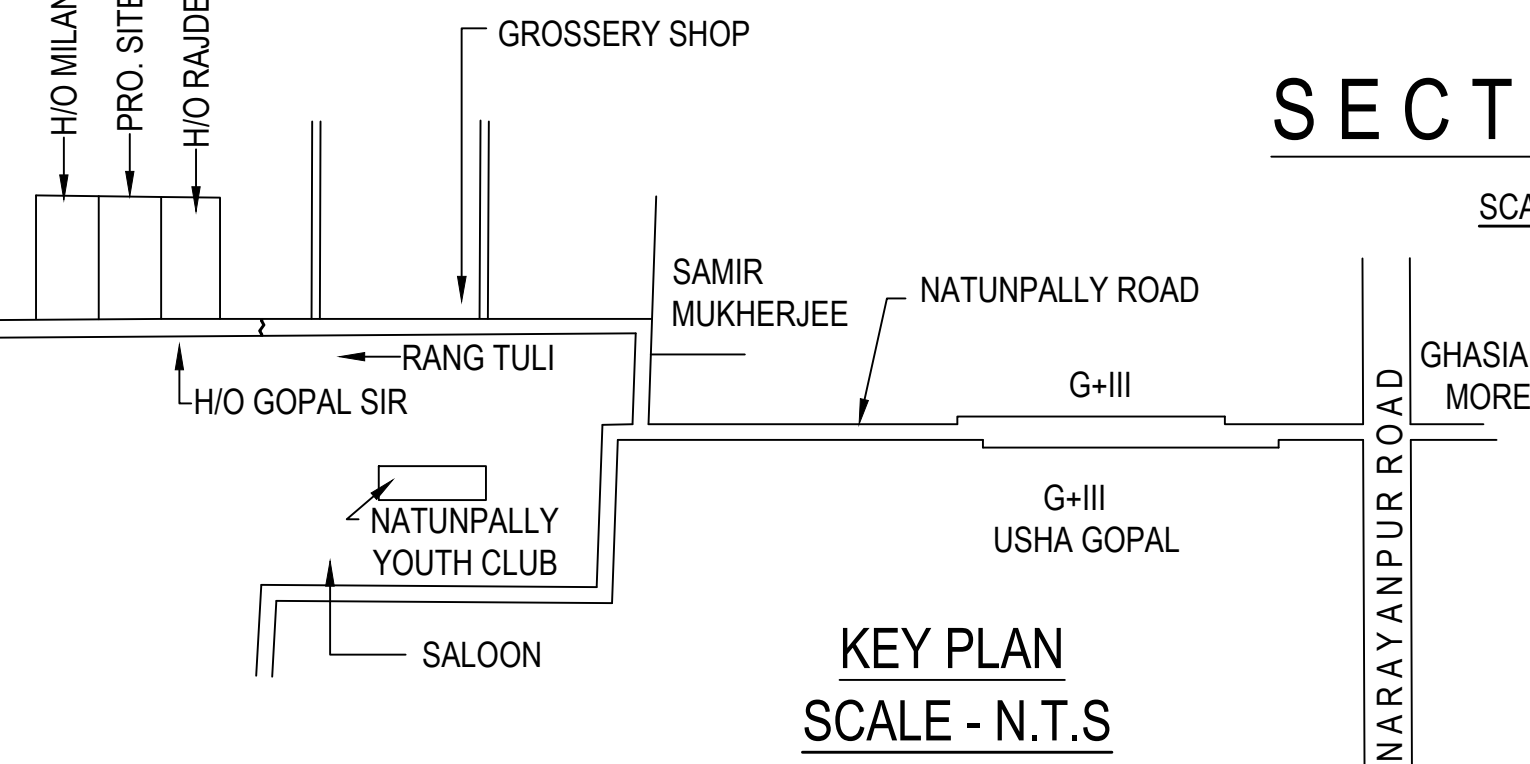 H/O MILAN
PRO. SITE
H/O RAJDE
GROSSERY SHOP
SECT
SCA
SAMIR
MUKHERJEE
NATUNPALLY ROAD
RANG TULI
H/O GOPAL SIR
G+III
GHASIA
MORE
NATUNPALLY
YOUTH CLUB
G+III
USHA GOPAL
NARAYANPUR ROAD
SALOON
KEY PLAN
SCALE - N.T.S